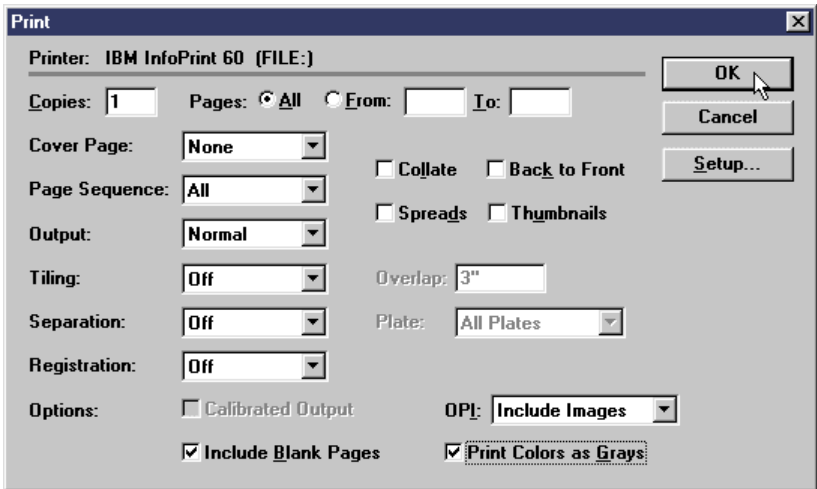 Print
Printer: IBM InfoPrint 60 (FILE:)
OK
Copies: 1 Pages: All From: To:
Cancel
Cover Page: None
Collate Back to Front
Setup...
Page Sequence: All
Spreads Thumbnails
Output: Normal
Tiling: Off Overlap: 3"
Separation: Off Plate: All Plates
Registration: Off
Options: Calibrated Output OPI: Include Images
Include Blank Pages Print Colors as Grays